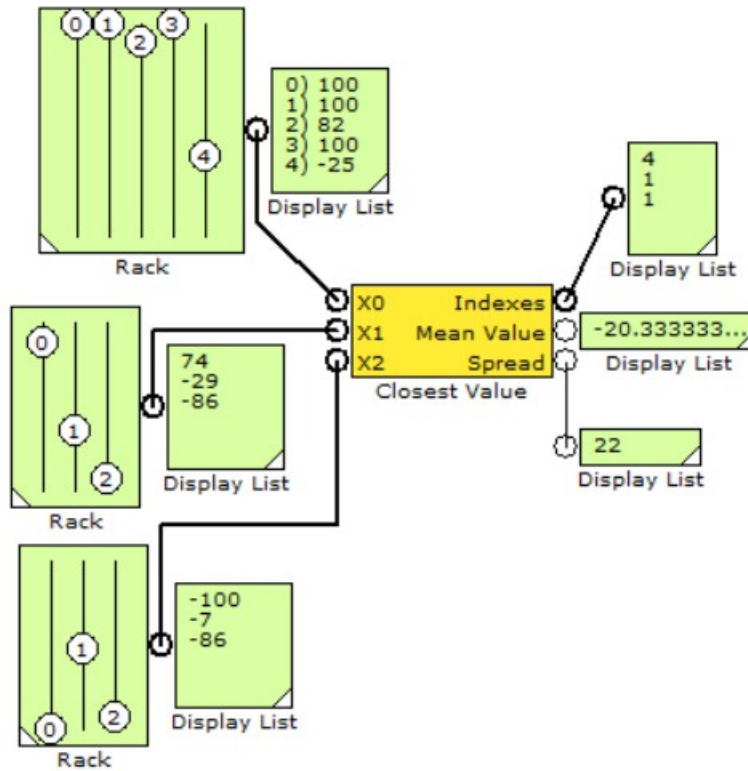 0 1 2 3 4
Rack
0) 100
1) 100
2) 82
3) 100
4) -25
Display List
4
1
1
Display List
X0 Indexes
X1 Mean Value
X2 Spread
Closest Value
-20.333333...
Display List
22
Display List
0 1 2
Rack
74
-29
-86
Display List
0 1 2
Rack
-100
-7
-86
Display List